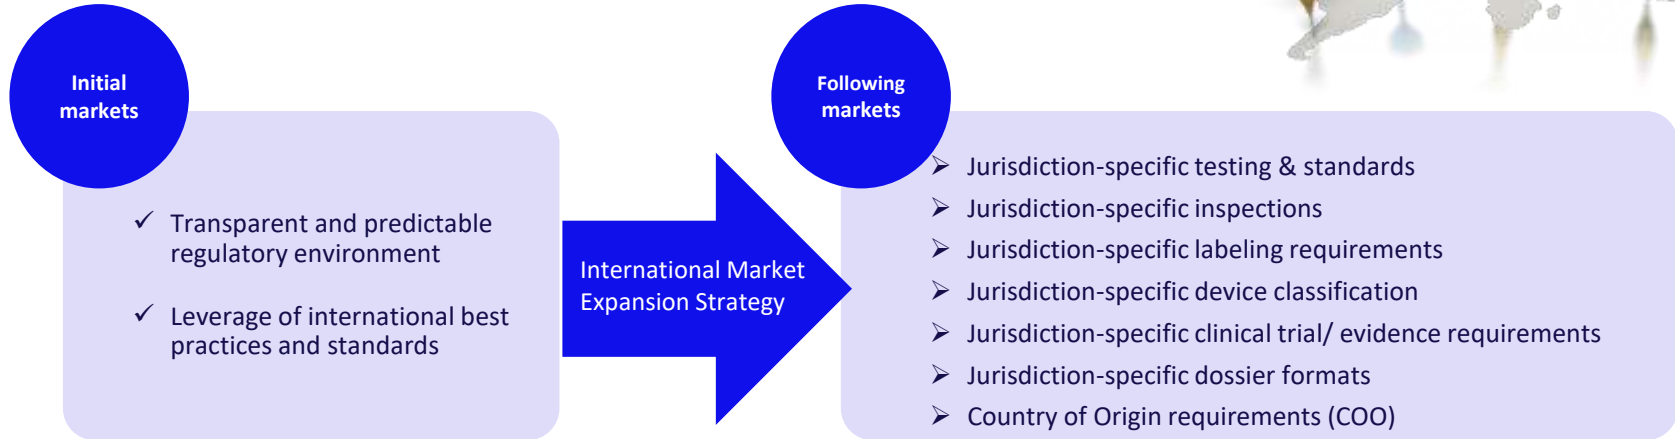 Initial
markets
✓ Transparent and predictable
regulatory environment
✓ Leverage of international best
practices and standards
International Market
Expansion Strategy
Following
markets
➢ Jurisdiction-specific testing & standards
➢ Jurisdiction-specific inspections
➢ Jurisdiction-specific labeling requirements
➢ Jurisdiction-specific device classification
➢ Jurisdiction-specific clinical trial/ evidence requirements
➢ Jurisdiction-specific dossier formats
➢ Country of Origin requirements (COO)